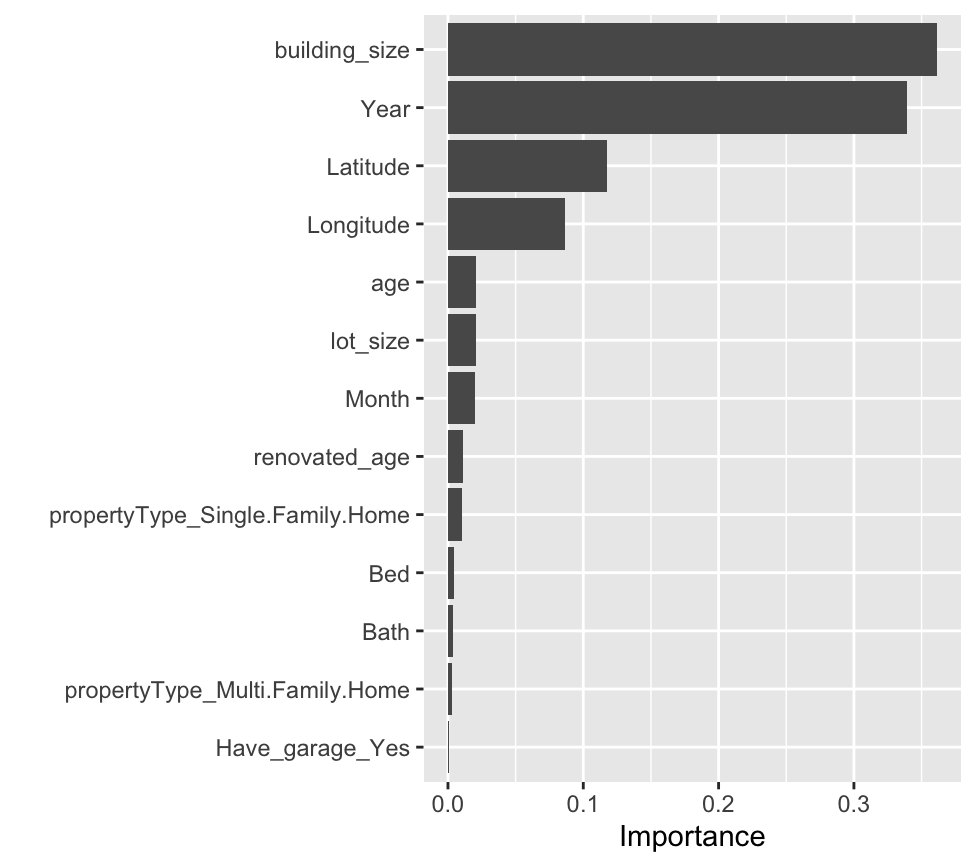 building_size
Year
Latitude
Longitude
age
lot_size
Month
renovated_age
propertyType_Single.Family.Home
Bed
Bath
propertyType_Multi.Family.Home
Have_garage_Yes
0.0 0.1 0.2 0.3
Importance